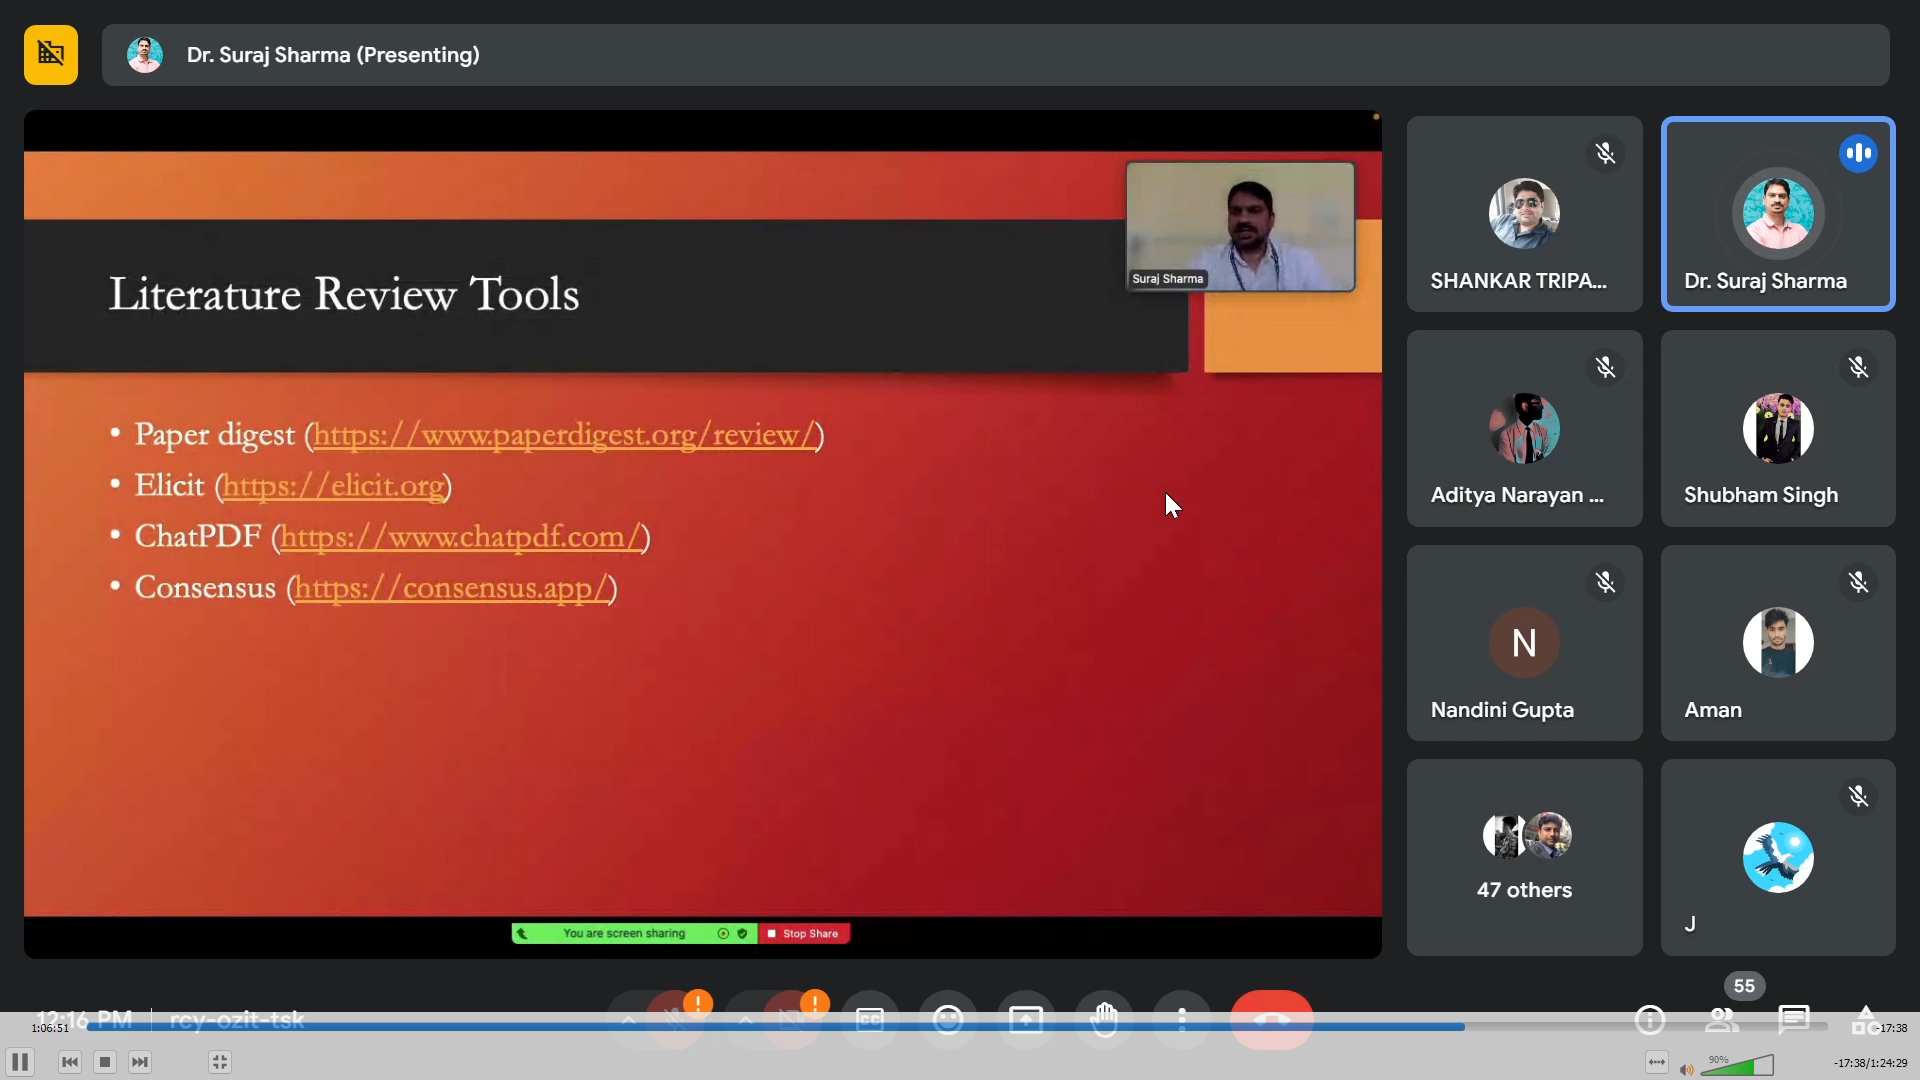 Dr. Suraj Sharma (Presenting)
Literature Review Tools
Suraj Sharma
• Paper digest (https://www.paperdigest.org/review/)
• Elicit (https://elicit.org)
• ChatPDF (https://www.chatpdf.com/)
• Consensus (https://consensus.app/)
You are screen sharing
Stop Share
SHANKAR TRIPA...
Dr. Suraj Sharma
Aditya Narayan ...
Shubham Singh
N
Nandini Gupta
Aman
47 others
J
55
12:16 PM
rcy-ozit-tsk
CC
1:06:51
-17:38
90%
-17:38/1:24:29